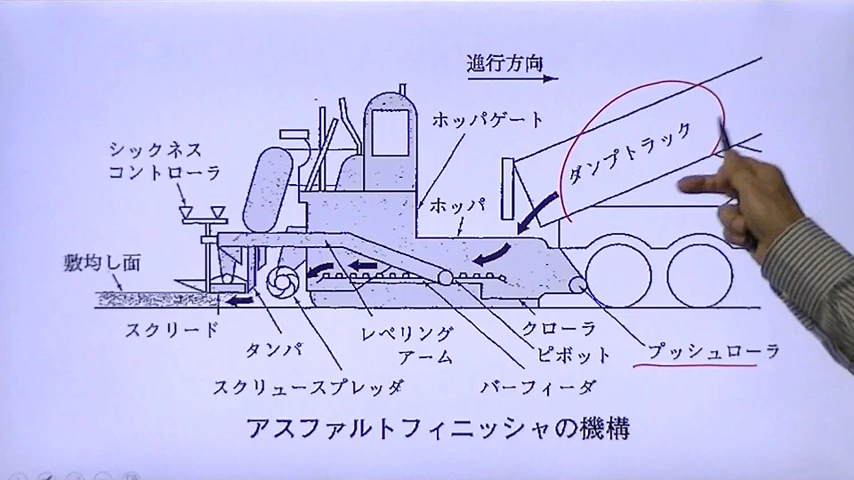 進行方向
ホッパゲート
ダンプトラック
シックネス
コントローラ
ホッパ
敷均し面
スクリード
タンパ
レベリング
アーム
クローラ
ピボット
プッシュローラ
スクリュースプレッダ
バーフィーダ
アスファルトフィニッシャの機構